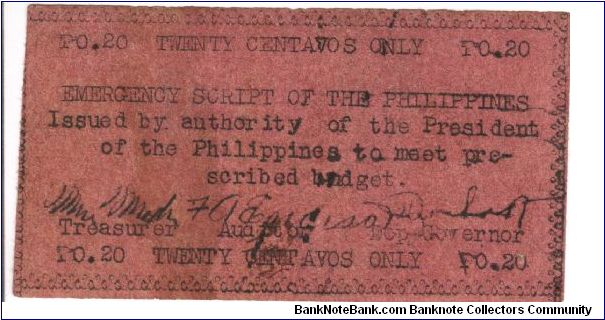 P0.20 TWENTY CENTAVOS ONLY P0.20
EMERGENCY SCRIPT OF THE PHILIPPINES
Issued by authority of the President
of the Philippines to meet pre-
scribed budget.
Treasurer Auditor Dep-Governor
P0.20 TWENTY CENTAVOS ONLY P0.20
BankNoteBank.com Banknote Collectors Community